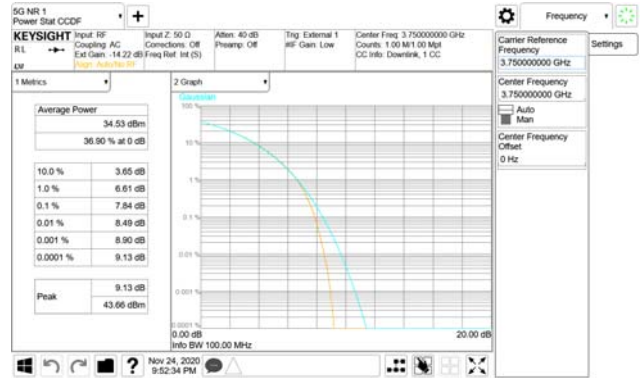 5G NR 1
Power Stat CCDF
Frequency
KEYSIGHT
RL
Input: RF
Coupling: AC
Ext Gain: -14.22 dB
Align: Auto/No RF
Input Z: 50 Ω
Corrections: Off
Freq Ref: Int (S)
Atten: 40 dB
Preamp: Off
Trig: External 1
#IF Gain: Low
Center Freq: 3.750000000 GHz
Counts: 1.00 M/1.00 Mpt
CC Info: Downlink, 1 CC
Carrier Reference Frequency
3.750000000 GHz
Settings
Center Frequency
3.750000000 GHz
Auto
Man
Center Frequency Offset
0 Hz
1 Metrics
Average Power
34.53 dBm
36.90 % at 0 dB
10.0 % 3.65 dB
1.0 % 6.61 dB
0.1 % 7.84 dB
0.01 % 8.49 dB
0.001 % 8.90 dB
0.0001 % 9.13 dB
Peak
9.13 dB
43.66 dBm
2 Graph
Gaussian
100 %
10 %
1 %
0.1 %
0.01 %
0.001 %
0.0001 %
0.00 dB
20.00 dB
Info BW 100.00 MHz
?
Nov 24, 2020
9:52:34 PM